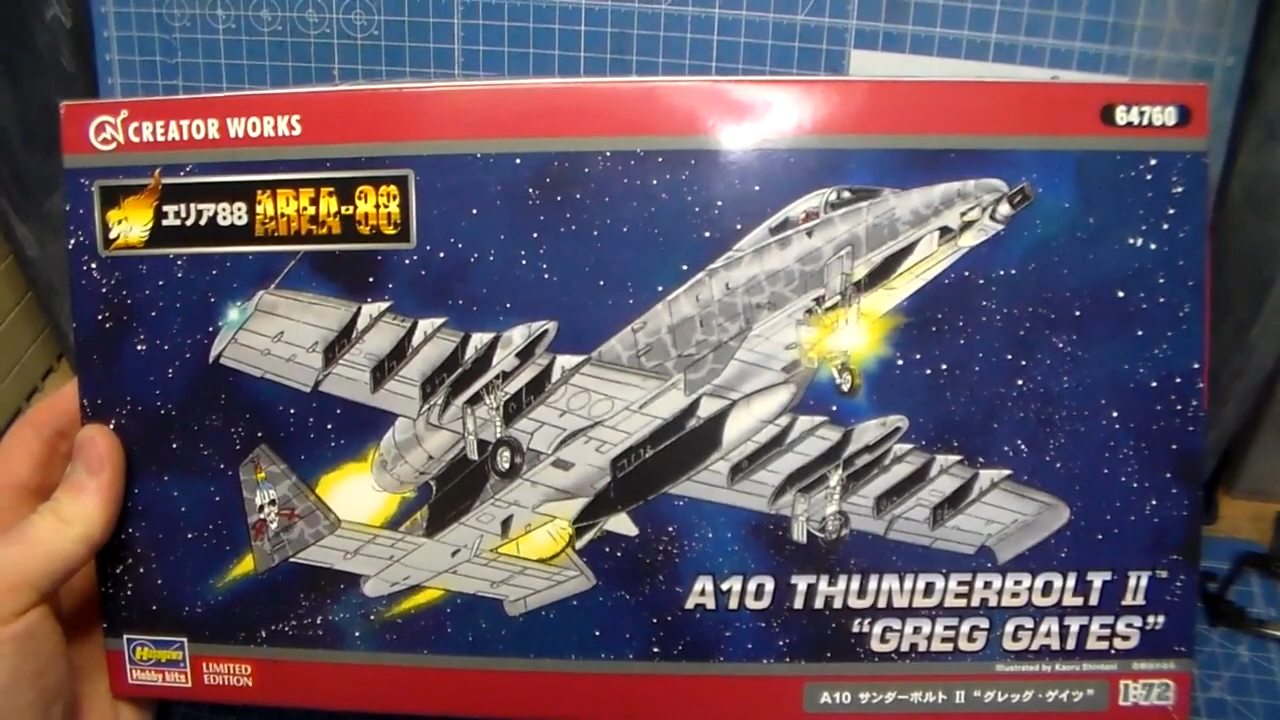 CREATOR WORKS
64760
エリア88 AREA-88
A10 THUNDERBOLT II™
"GREG GATES"
Illustrated by Kaoru Shintani
Hasegawa
Hobby kits
LIMITED
EDITION
A10 サンダーボルト II "グレッグ・ゲイツ" 1:72